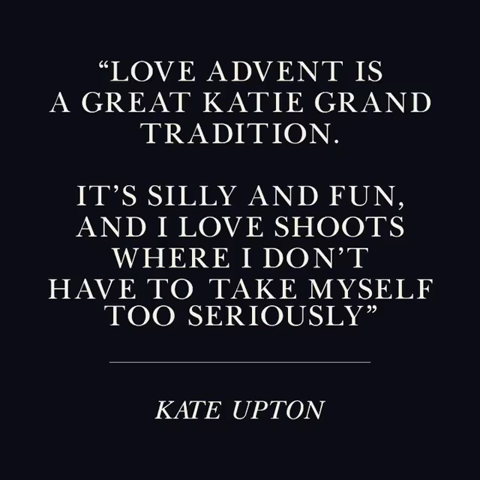 “LOVE ADVENT IS
A GREAT KATIE GRAND
TRADITION.
IT’S SILLY AND FUN,
AND I LOVE SHOOTS
WHERE I DON’T
HAVE TO TAKE MYSELF
TOO SERIOUSLY”
KATE UPTON